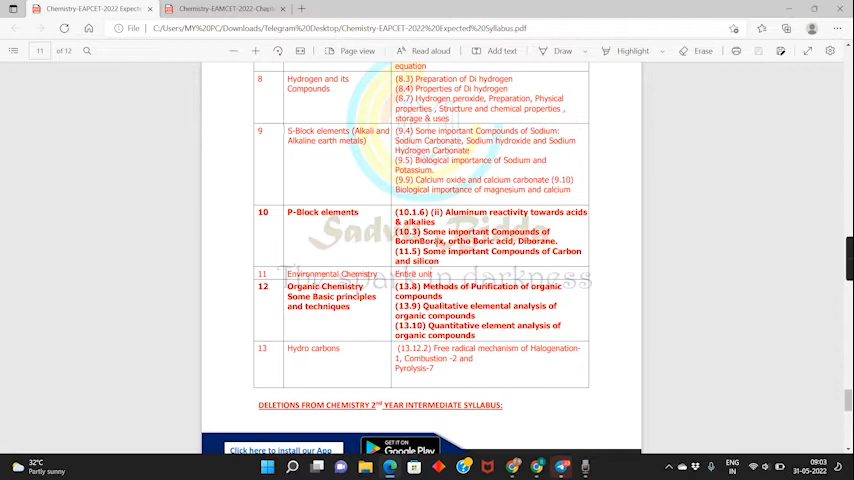 Chemistry-EAPCET-2022 Expected
Chemistry-EAMCET-2022-Chapt
File
C:/Users/MY%20PC/Downloads/Telegram%20Desktop/Chemistry-EAPCET-2022%20Expected%20Syllabus.pdf
11 of 12
Page view
Read aloud
Add text
Draw
Highlight
Erase
equation
8 Hydrogen and its Compounds
(8.3) Preparation of Di hydrogen
(8.4) Properties of Di hydrogen
(8.7) Hydrogen peroxide, Preparation, Physical
properties , Structure and chemical properties ,
storage & uses
9 S-Block elements (Alkali and
Alkaline earth metals)
(9.4) Some important Compounds of Sodium:
Sodium Carbonate, Sodium hydroxide and Sodium
Hydrogen Carbonate
(9.5) Biological importance of Sodium and
Potassium.
(9.9) Calcium oxide and calcium carbonate (9.10)
Biological importance of magnesium and calcium
10 P-Block elements
(10.1.6) (ii) Aluminum reactivity towards acids
& alkalies
(10.3) Some important Compounds of
BoronBorax, ortho Boric acid, Diborane.
(11.5) Some important Compounds of Carbon
and silicon
The spark in darkness
11 Environmental Chemistry Entire unit
12 Organic Chemistry
Some Basic principles
and techniques
(13.8) Methods of Purification of organic
compounds
(13.9) Qualitative elemental analysis of
organic compounds
(13.10) Quantitative element analysis of
organic compounds
13 Hydro carbons
(13.12.2) Free radical mechanism of Halogenation-
1, Combustion -2 and
Pyrolysis-7
DELETIONS FROM CHEMISTRY 2nd YEAR INTERMEDIATE SYLLABUS:
Click here to install our App
GET IT ON
Google Play
32°C
Partly sunny
ENG
IN
09:03
31-05-2022